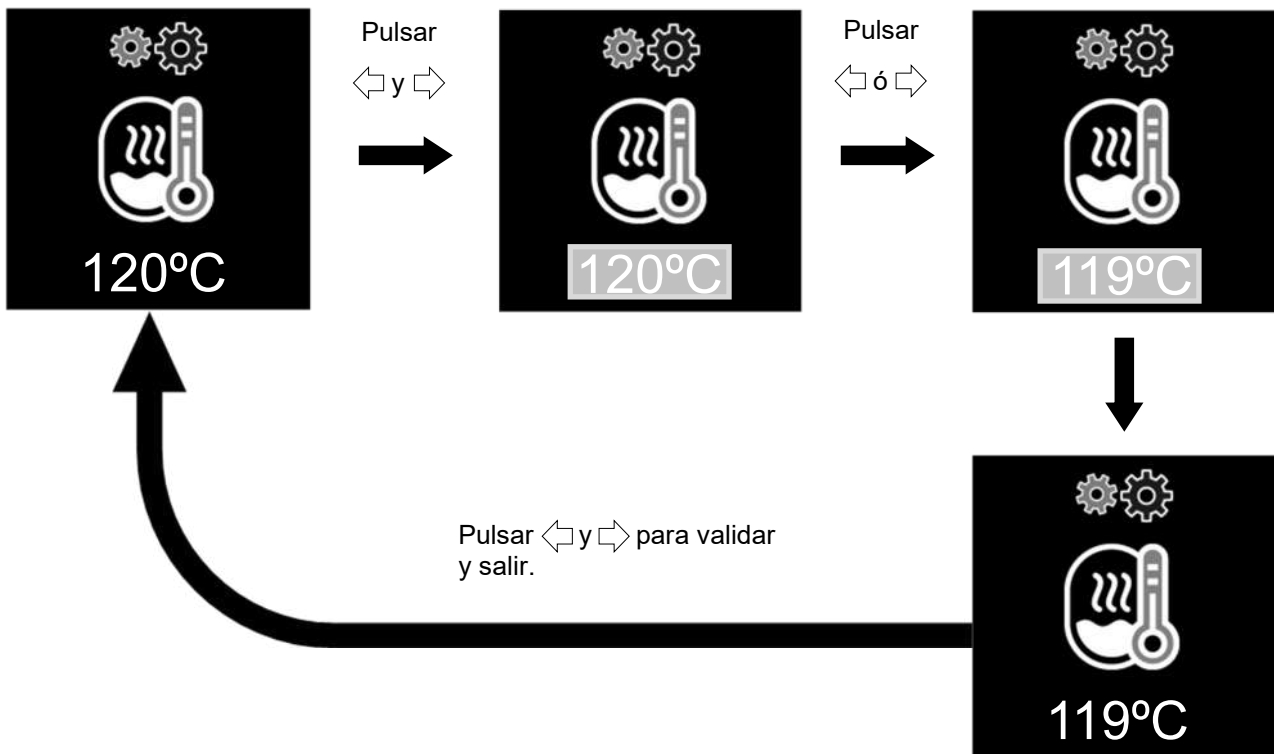 Pulsar
y
Pulsar
ó
120ºC
120ºC
119ºC
Pulsar y para validar
y salir.
119ºC